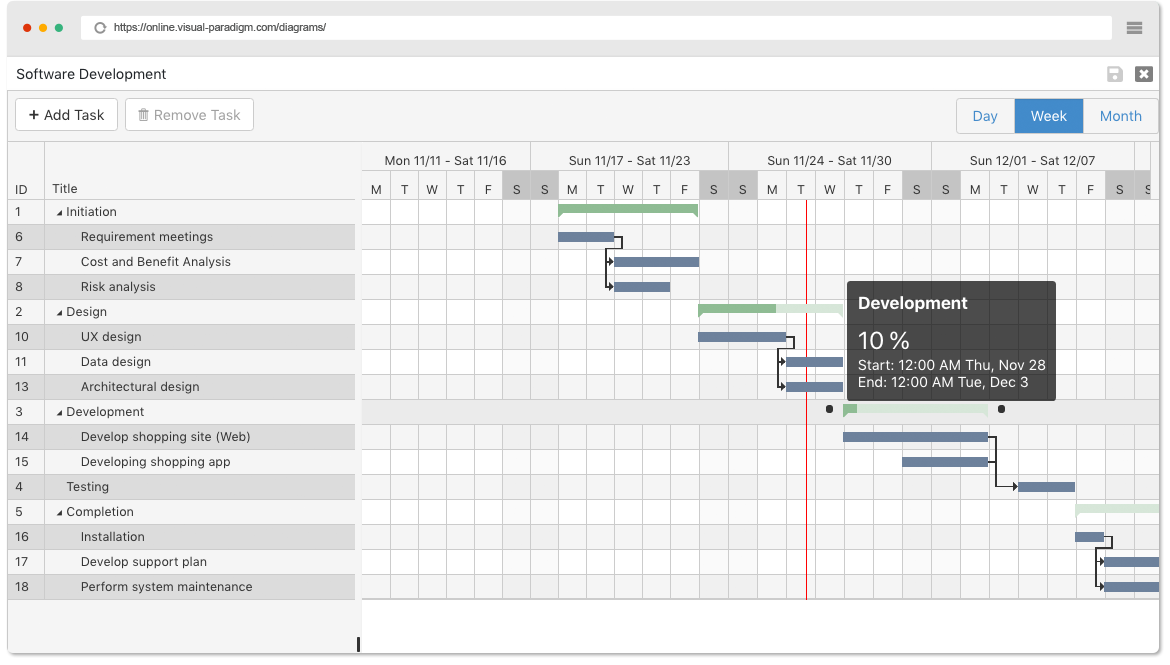 https://online.visual-paradigm.com/diagrams/
Software Development
+ Add Task Remove Task Day Week Month
Mon 11/11 - Sat 11/16 Sun 11/17 - Sat 11/23 Sun 11/24 - Sat 11/30 Sun 12/01 - Sat 12/07
ID Title M T W T F S S M T W T F S S M T W T F S S M T W T F S S
1 Initiation
6 Requirement meetings
7 Cost and Benefit Analysis
8 Risk analysis
2 Design
10 UX design
11 Data design
13 Architectural design
3 Development
14 Develop shopping site (Web)
15 Developing shopping app
4 Testing
5 Completion
16 Installation
17 Develop support plan
18 Perform system maintenance
Development
10 %
Start: 12:00 AM Thu, Nov 28
End: 12:00 AM Tue, Dec 3